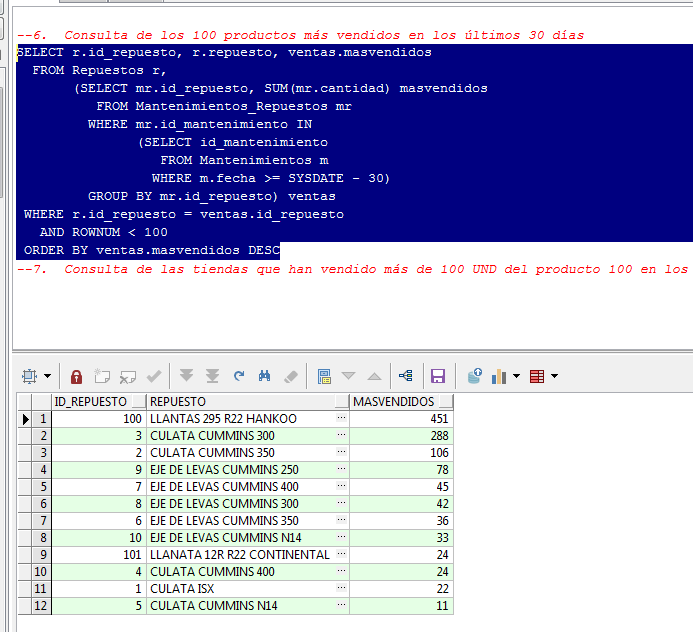 --6.  Consulta de los 100 productos más vendidos en los últimos 30 días
SELECT r.id_repuesto, r.repuesto, ventas.masvendidos
  FROM Repuestos r,
       (SELECT mr.id_repuesto, SUM(mr.cantidad) masvendidos
          FROM Mantenimientos_Repuestos mr
         WHERE mr.id_mantenimiento IN
               (SELECT id_mantenimiento
                  FROM Mantenimientos m
                 WHERE m.fecha >= SYSDATE - 30)
         GROUP BY mr.id_repuesto) ventas
 WHERE r.id_repuesto = ventas.id_repuesto
   AND ROWNUM < 100
 ORDER BY ventas.masvendidos DESC
--7.  Consulta de las tiendas que han vendido más de 100 UND del producto 100 en los
ID_REPUESTO REPUESTO MASVENDIDOS
1 100 LLANTAS 295 R22 HANKOO ... 451
2 3 CULATA CUMMINS 300 ... 288
3 2 CULATA CUMMINS 350 ... 106
4 9 EJE DE LEVAS CUMMINS 250 ... 78
5 7 EJE DE LEVAS CUMMINS 400 ... 45
6 8 EJE DE LEVAS CUMMINS 300 ... 42
7 6 EJE DE LEVAS CUMMINS 350 ... 36
8 10 EJE DE LEVAS CUMMINS N14 ... 33
9 101 LLANATA 12R R22 CONTINENTAL ... 24
10 4 CULATA CUMMINS 400 ... 24
11 1 CULATA ISX ... 22
12 5 CULATA CUMMINS N14 ... 11